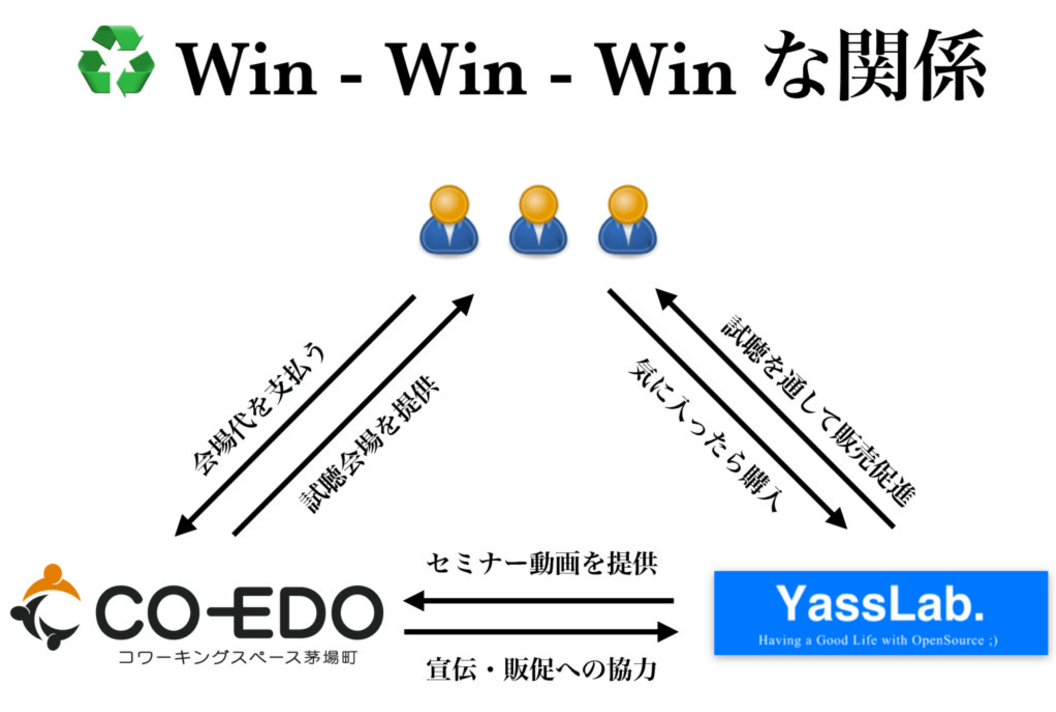 Win - Win - Win な関係
会場代を支払う
試聴会場を提供
気に入ったら購入
試聴を通して販売促進
セミナー動画を提供
宣伝・販促への協力
CO-EDO
コワーキングスペース茅場町
YassLab.
Having a Good Life with OpenSource ;)